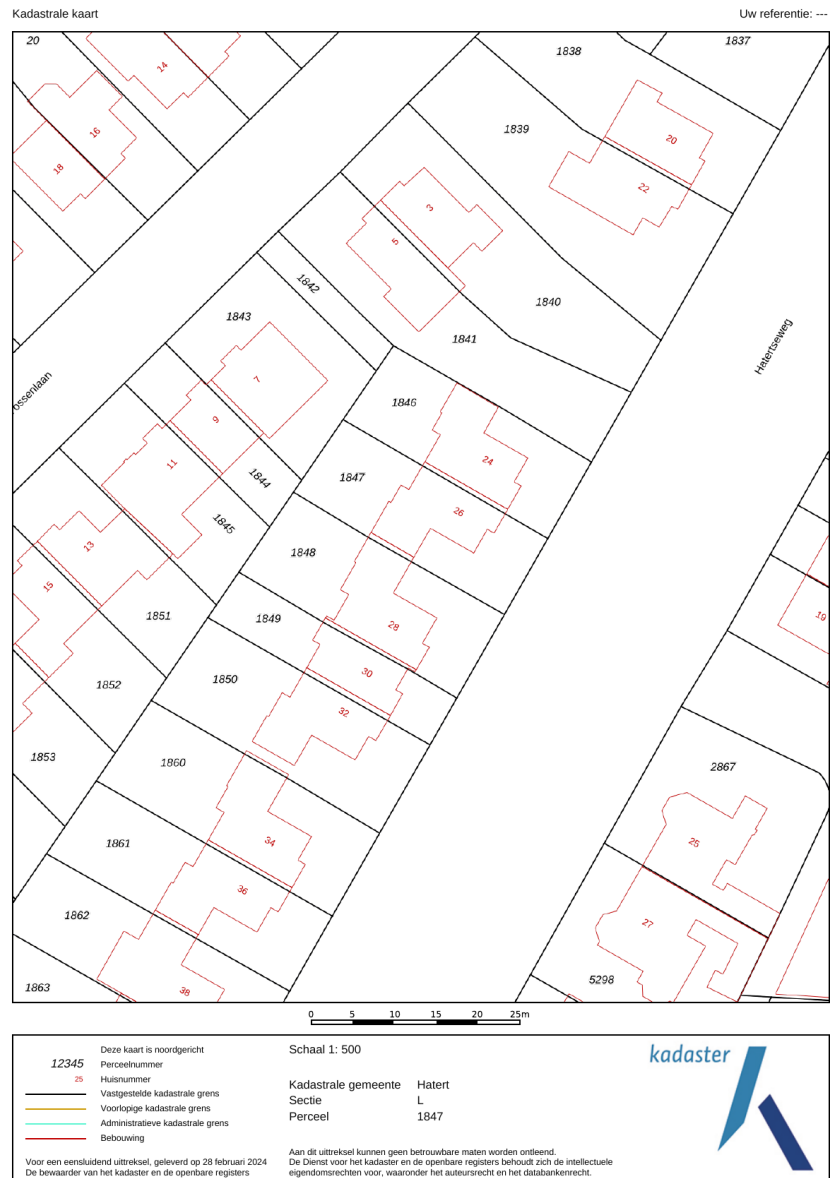 Kadastrale kaart
Uw referentie: ---
20
14
1838
1837
16
18
1839
20
22
3
5
1842
1840
1843
1841
Hatertseweg
7
ossenlaan
1846
9
24
11
1844
1847
26
1845
13
1848
15
1851
1849
28
19
1850
30
1852
32
1853
1860
2867
34
25
1861
36
1862
27
5298
1863
38
0 5 10 15 20 25m
Deze kaart is noordgericht
12345 Perceelnummer
25 Huisnummer
Vastgestelde kadastrale grens
Voorlopige kadastrale grens
Administratieve kadastrale grens
Bebouwing
Voor een eensluidend uittreksel, geleverd op 28 februari 2024
De bewaarder van het kadaster en de openbare registers
Schaal 1: 500
Kadastrale gemeente Hatert
Sectie L
Perceel 1847
Aan dit uittreksel kunnen geen betrouwbare maten worden ontleend.
De Dienst voor het kadaster en de openbare registers behoudt zich de intellectuele
eigendomsrechten voor, waaronder het auteursrecht en het databankenrecht.
kadaster